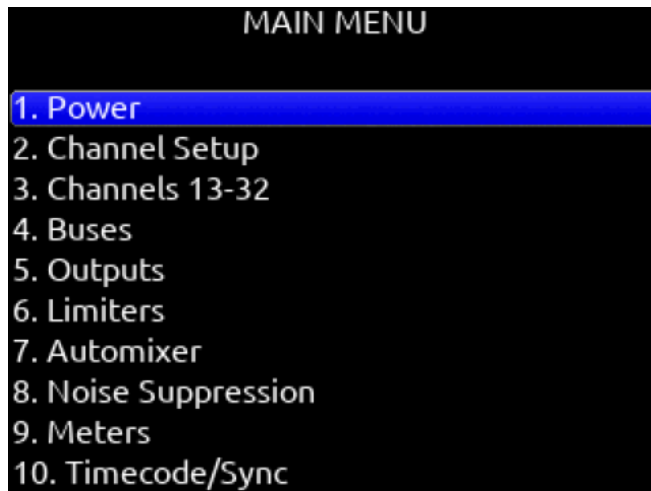 MAIN MENU
1. Power
2. Channel Setup
3. Channels 13-32
4. Buses
5. Outputs
6. Limiters
7. Automixer
8. Noise Suppression
9. Meters
10. Timecode/Sync